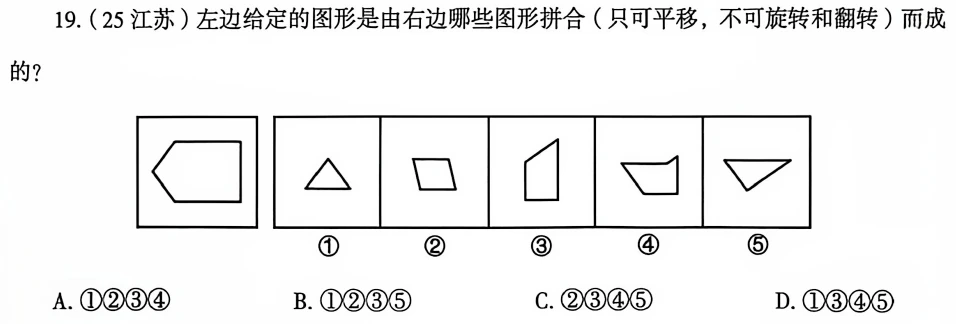 19.(25 江苏)左边给定的图形是由右边哪些图形拼合(只可平移，不可旋转和翻转)而成
的?
① ② ③ ④ ⑤
A. ①②③④ B. ①②③⑤ C. ②③④⑤ D. ①③④⑤